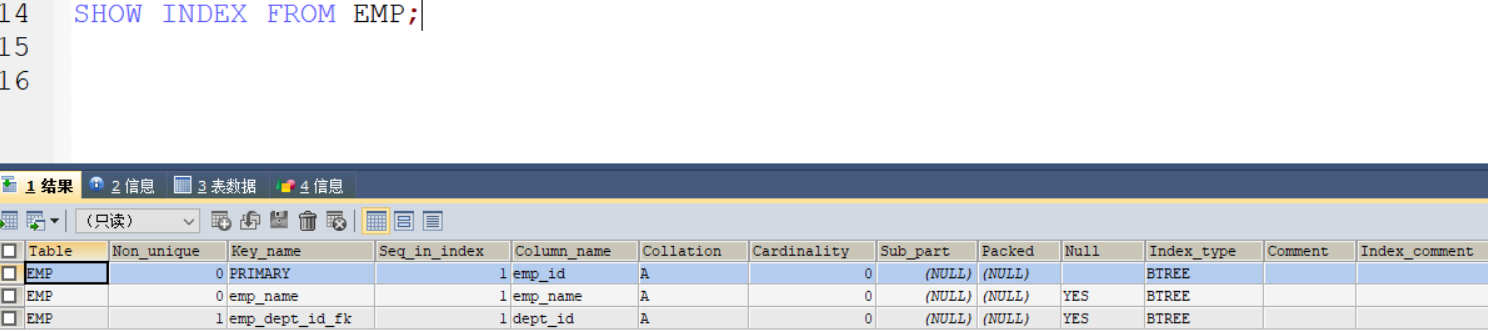 14 SHOW INDEX FROM EMP;
15
16
1 结果 2 信息 3 表数据 4 信息
(只读)
Table Non_unique Key_name Seq_in_index Column_name Collation Cardinality Sub_part Packed Null Index_type Comment Index_comment
EMP 0 PRIMARY 1 emp_id A 0 (NULL) (NULL) BTREE
EMP 0 emp_name 1 emp_name A 0 (NULL) (NULL) YES BTREE
EMP 1 emp_dept_id_fk 1 dept_id A 0 (NULL) (NULL) YES BTREE